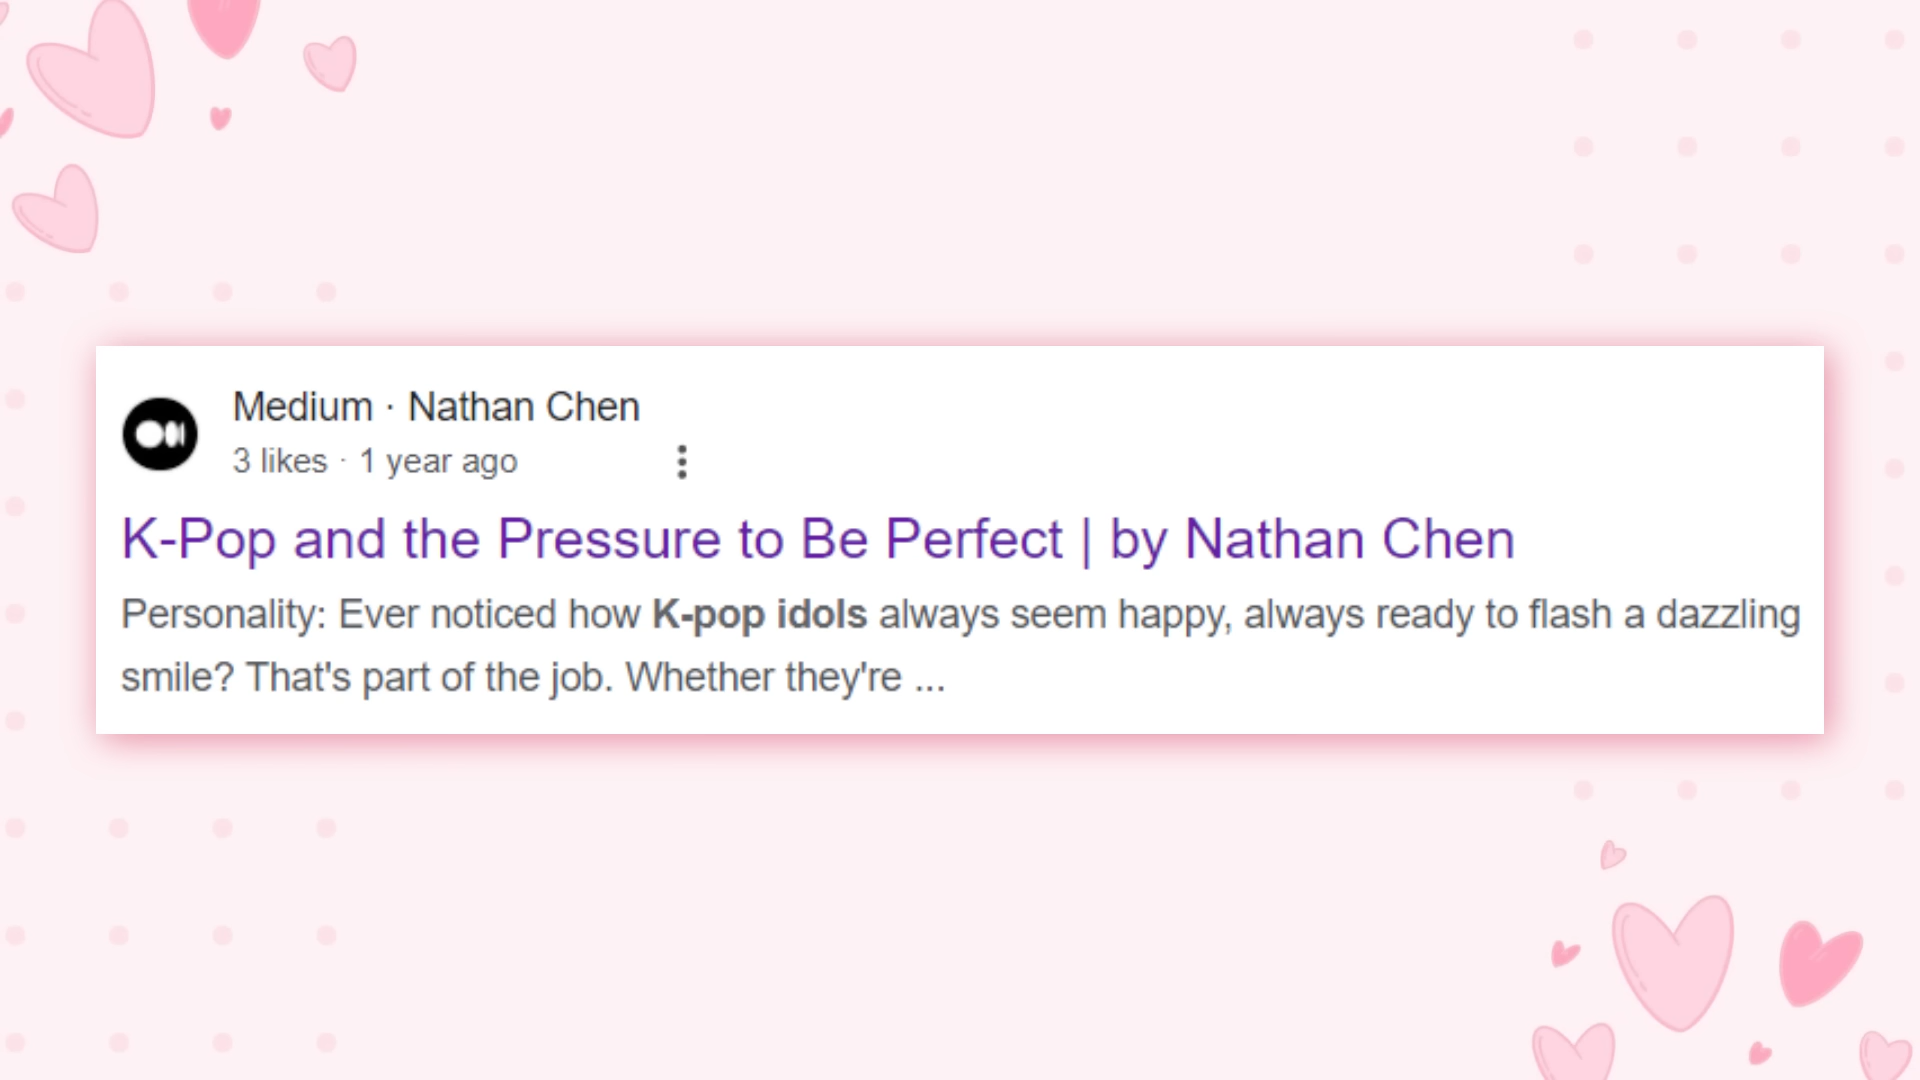 Medium · Nathan Chen
3 likes · 1 year ago
K-Pop and the Pressure to Be Perfect | by Nathan Chen
Personality: Ever noticed how K-pop idols always seem happy, always ready to flash a dazzling
smile? That's part of the job. Whether they're ...